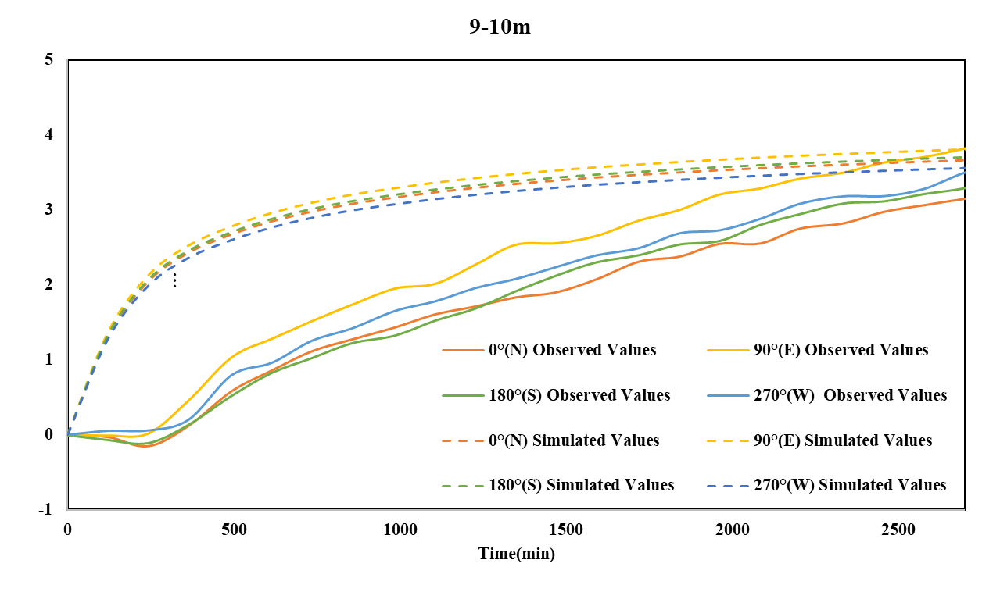 9-10m
5
4
3
2
1
0
-1
0°(N) Observed Values
90°(E) Observed Values
180°(S) Observed Values
270°(W)  Observed Values
0°(N) Simulated Values
90°(E) Simulated Values
180°(S) Simulated Values
270°(W) Simulated Values
0 500 1000 1500 2000 2500
Time(min)